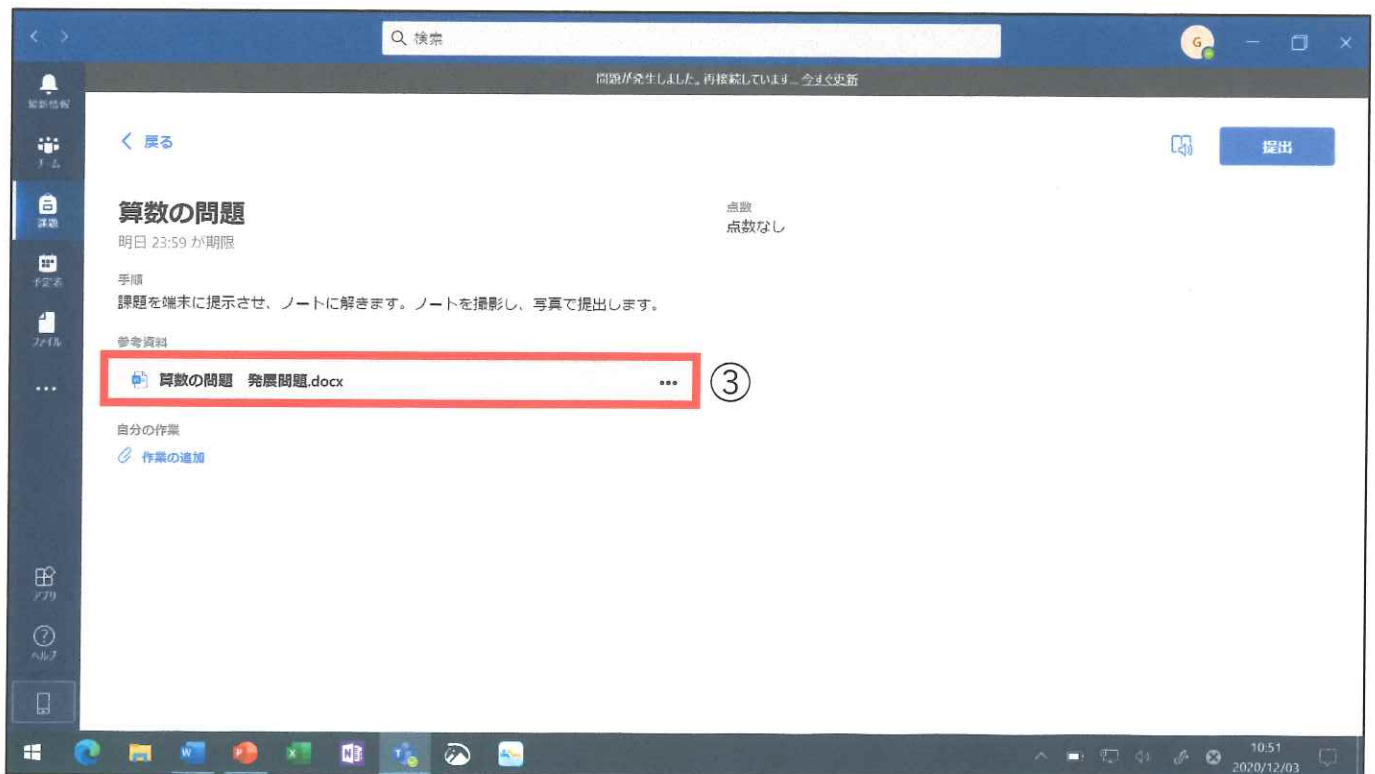 検索
G
問題が発生しました。再接続しています... 今すぐ更新
最新情報
チーム
課題
予定表
ファイル
戻る
提出
算数の問題
明日 23:59 が期限
点数
点数なし
手順
課題を端末に提示させ、ノートに解きます。ノートを撮影し、写真で提出します。
参考資料
算数の問題　発展問題.docx
③
自分の作業
作業の追加
アプリ
ヘルプ
10:51
2020/12/03